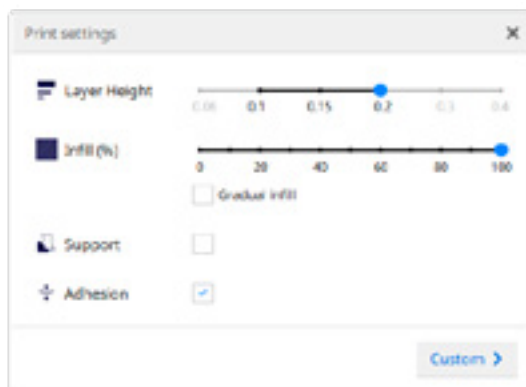 Print settings
Layer Height
0.06 0.1 0.15 0.2 0.3 0.4
Infill (%)
0 20 40 60 80 100
Gradual infill
Support
Adhesion
Custom